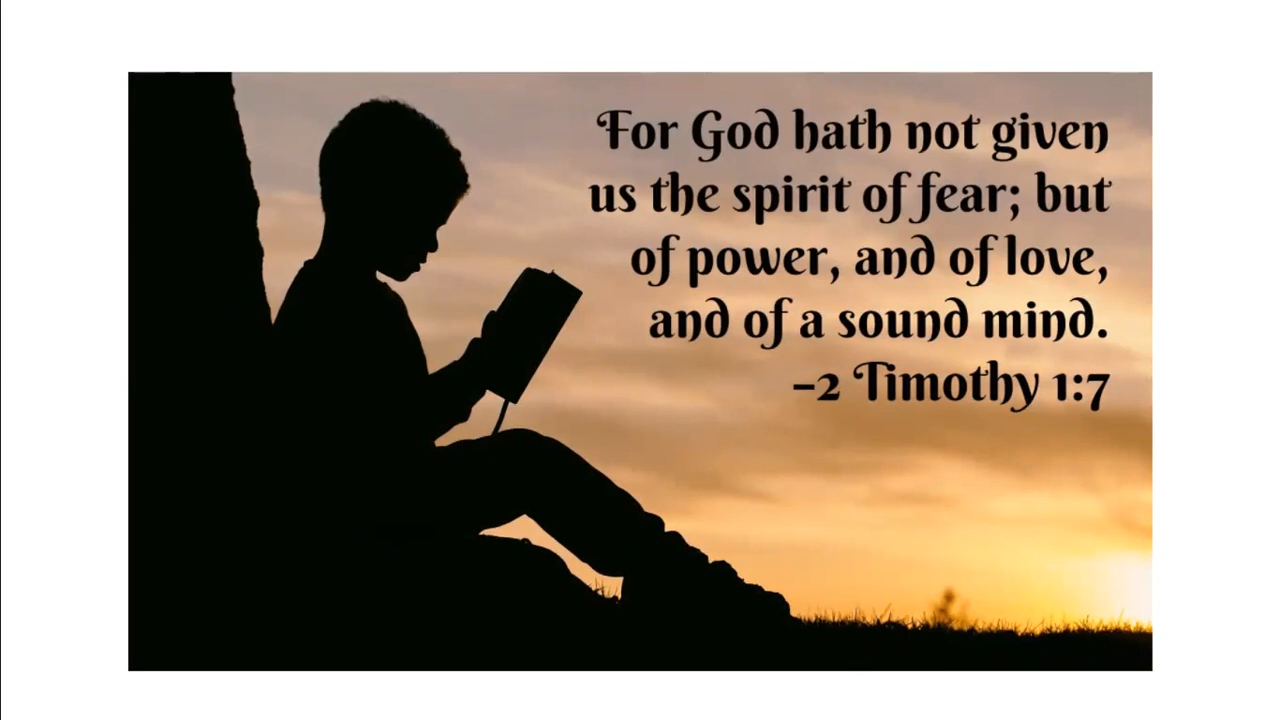 For God hath not given
us the spirit of fear; but
of power, and of love,
and of a sound mind.
–2 Timothy 1:7